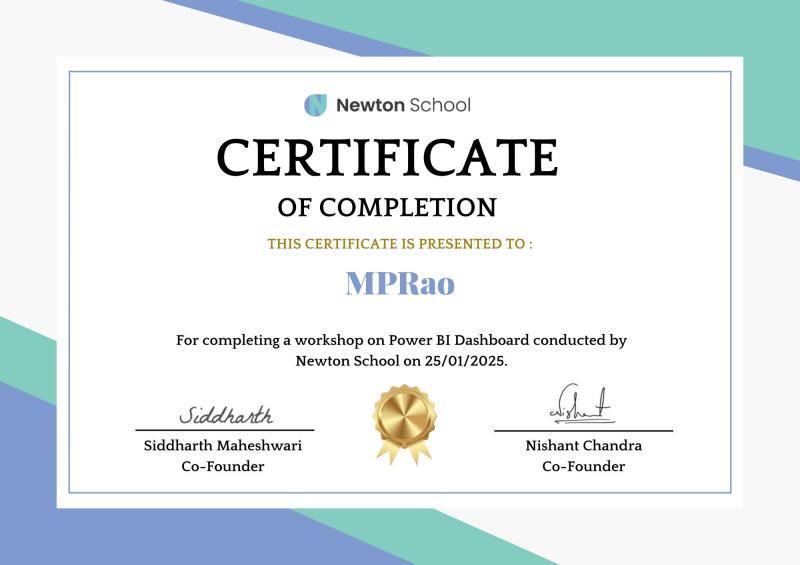 Newton School
CERTIFICATE
OF COMPLETION
THIS CERTIFICATE IS PRESENTED TO :
MPRao
For completing a workshop on Power BI Dashboard conducted by
Newton School on 25/01/2025.
Siddharth
Nishant
Siddharth Maheshwari
Nishant Chandra
Co-Founder
Co-Founder